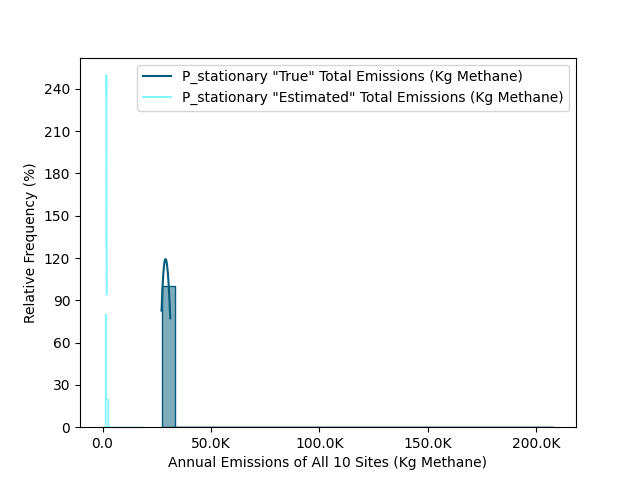 P_stationary "True" Total Emissions (Kg Methane)
P_stationary "Estimated" Total Emissions (Kg Methane)
240
210
180
150
120
90
60
30
0
Relative Frequency (%)
0.0 50.0K 100.0K 150.0K 200.0K
Annual Emissions of All 10 Sites (Kg Methane)